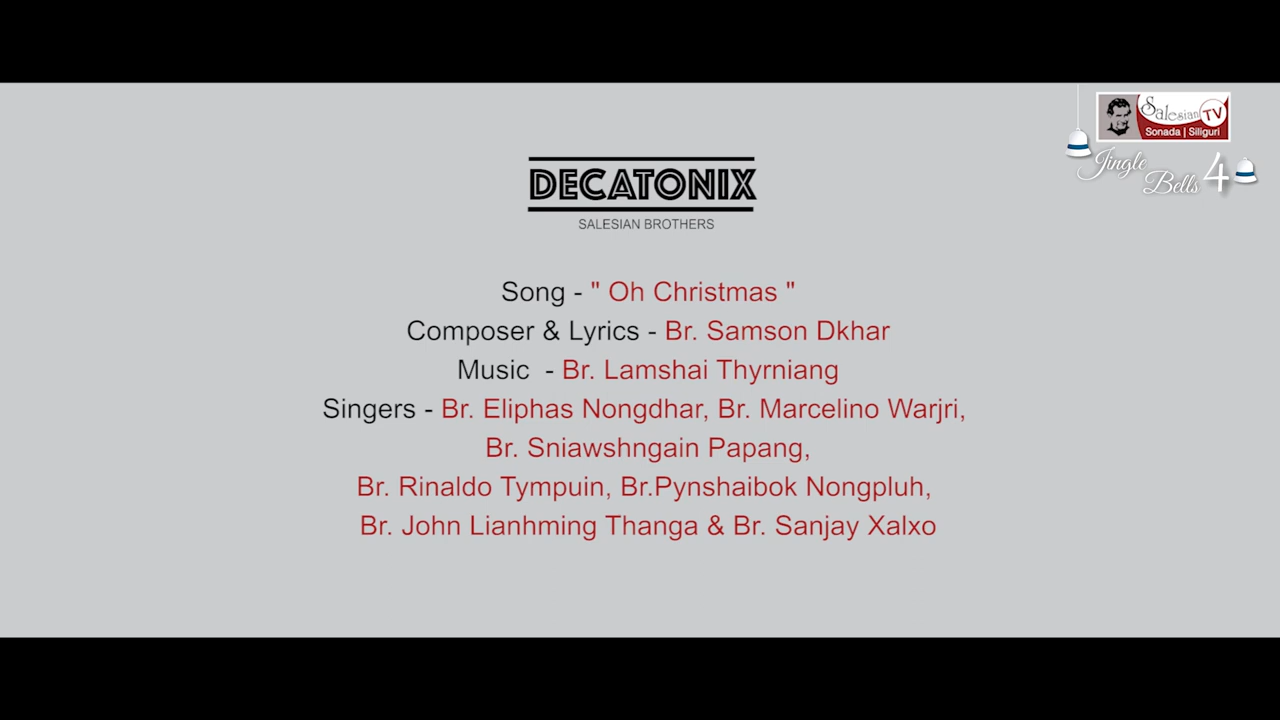 Salesian TV
Sonada | Siliguri
Jingle
Bells 4
DECATONIX
SALESIAN BROTHERS
Song - " Oh Christmas "
Composer & Lyrics - Br. Samson Dkhar
Music  - Br. Lamshai Thyrniang
Singers - Br. Eliphas Nongdhar, Br. Marcelino Warjri,
Br. Sniawshngain Papang,
Br. Rinaldo Tympuin, Br.Pynshaibok Nongpluh,
Br. John Lianhming Thanga & Br. Sanjay Xalxo